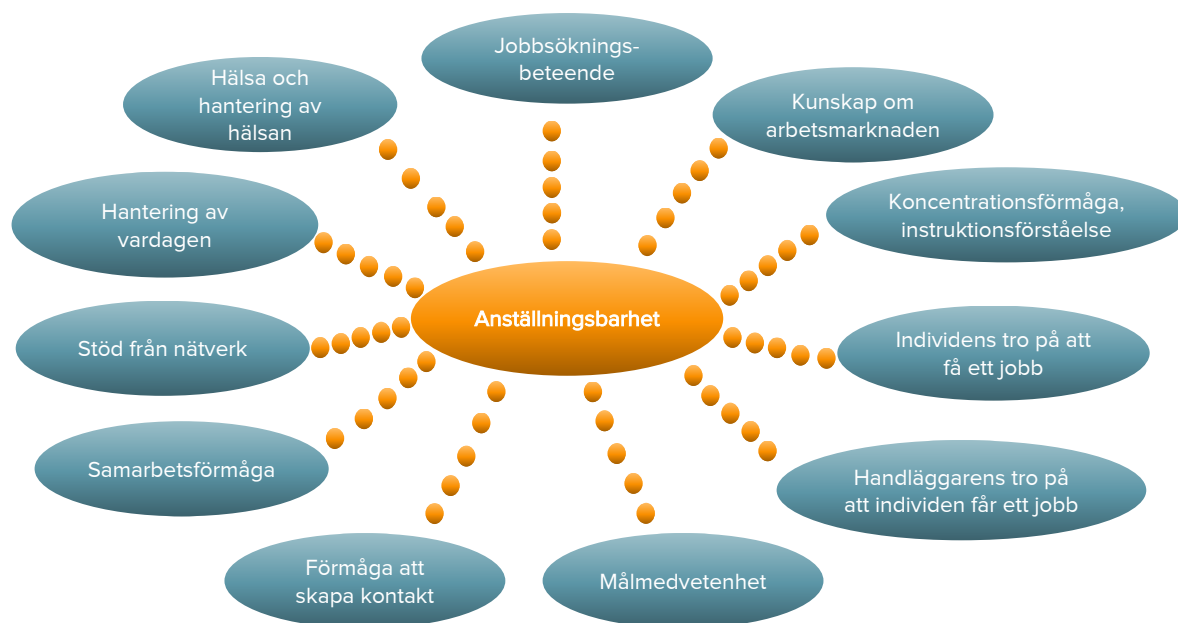 Jobbsöknings-
beteende
Hälsa och
hantering av
hälsan
Kunskap om
arbetsmarknaden
Hantering av
vardagen
Koncentrationsförmåga,
instruktionsförståelse
Anställningsbarhet
Stöd från nätverk
Individens tro på att
få ett jobb
Samarbetsförmåga
Handläggarens tro på
att individen får ett jobb
Förmåga att
skapa kontakt
Målmedvetenhet